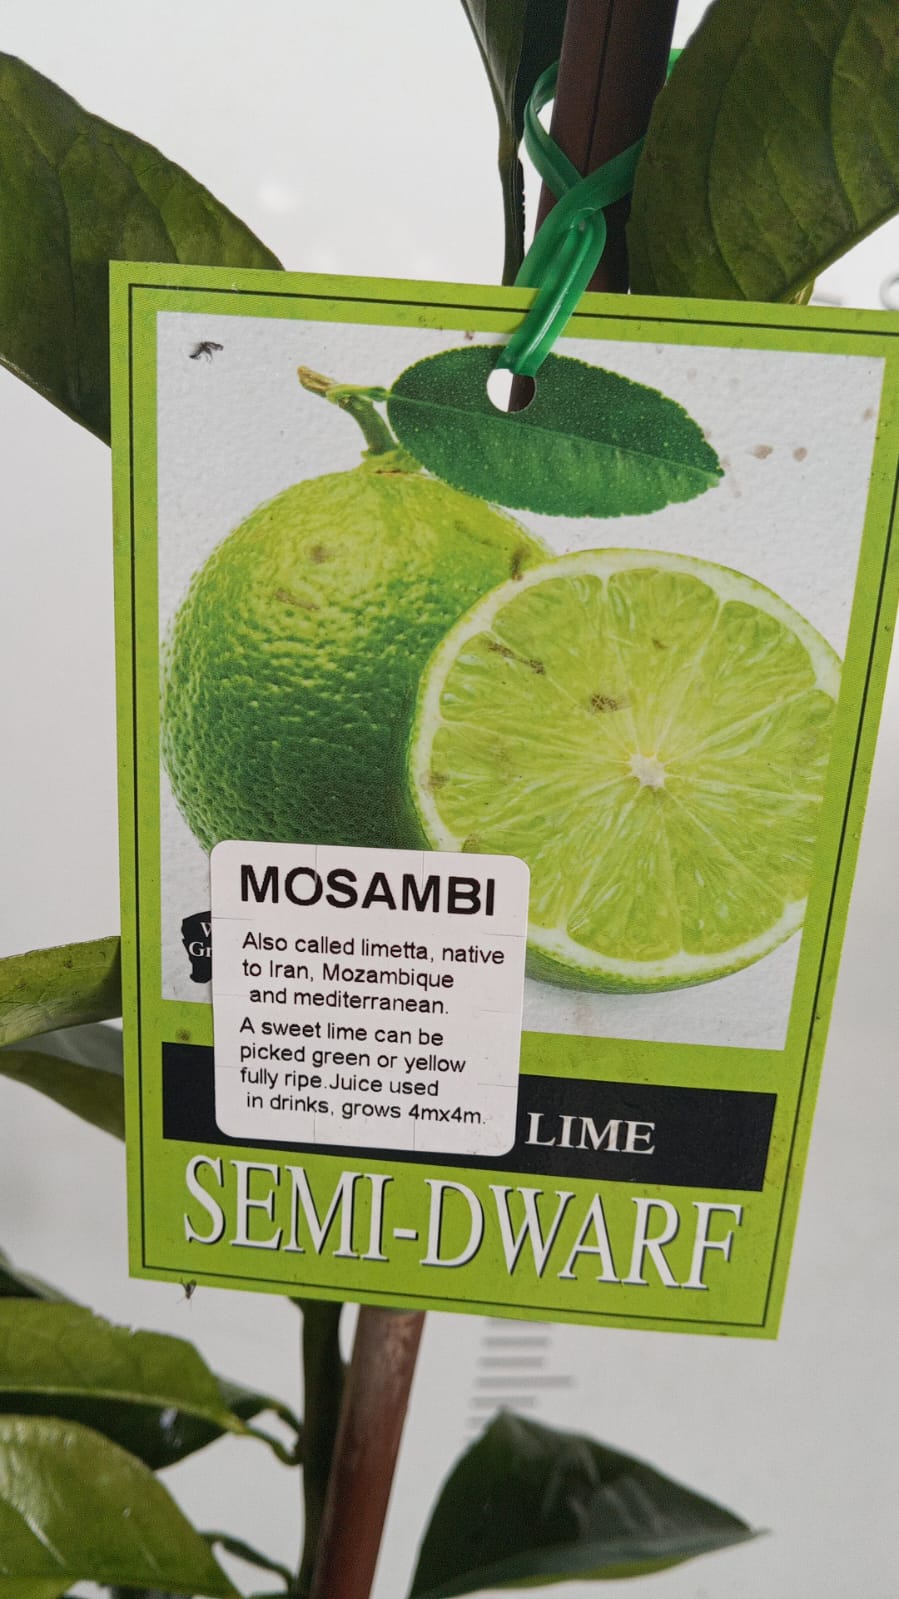 MOSAMBI
Also called limetta, native
to Iran, Mozambique
and mediterranean.
A sweet lime can be
picked green or yellow
fully ripe.Juice used
in drinks, grows 4mx4m.
LIME
SEMI-DWARF